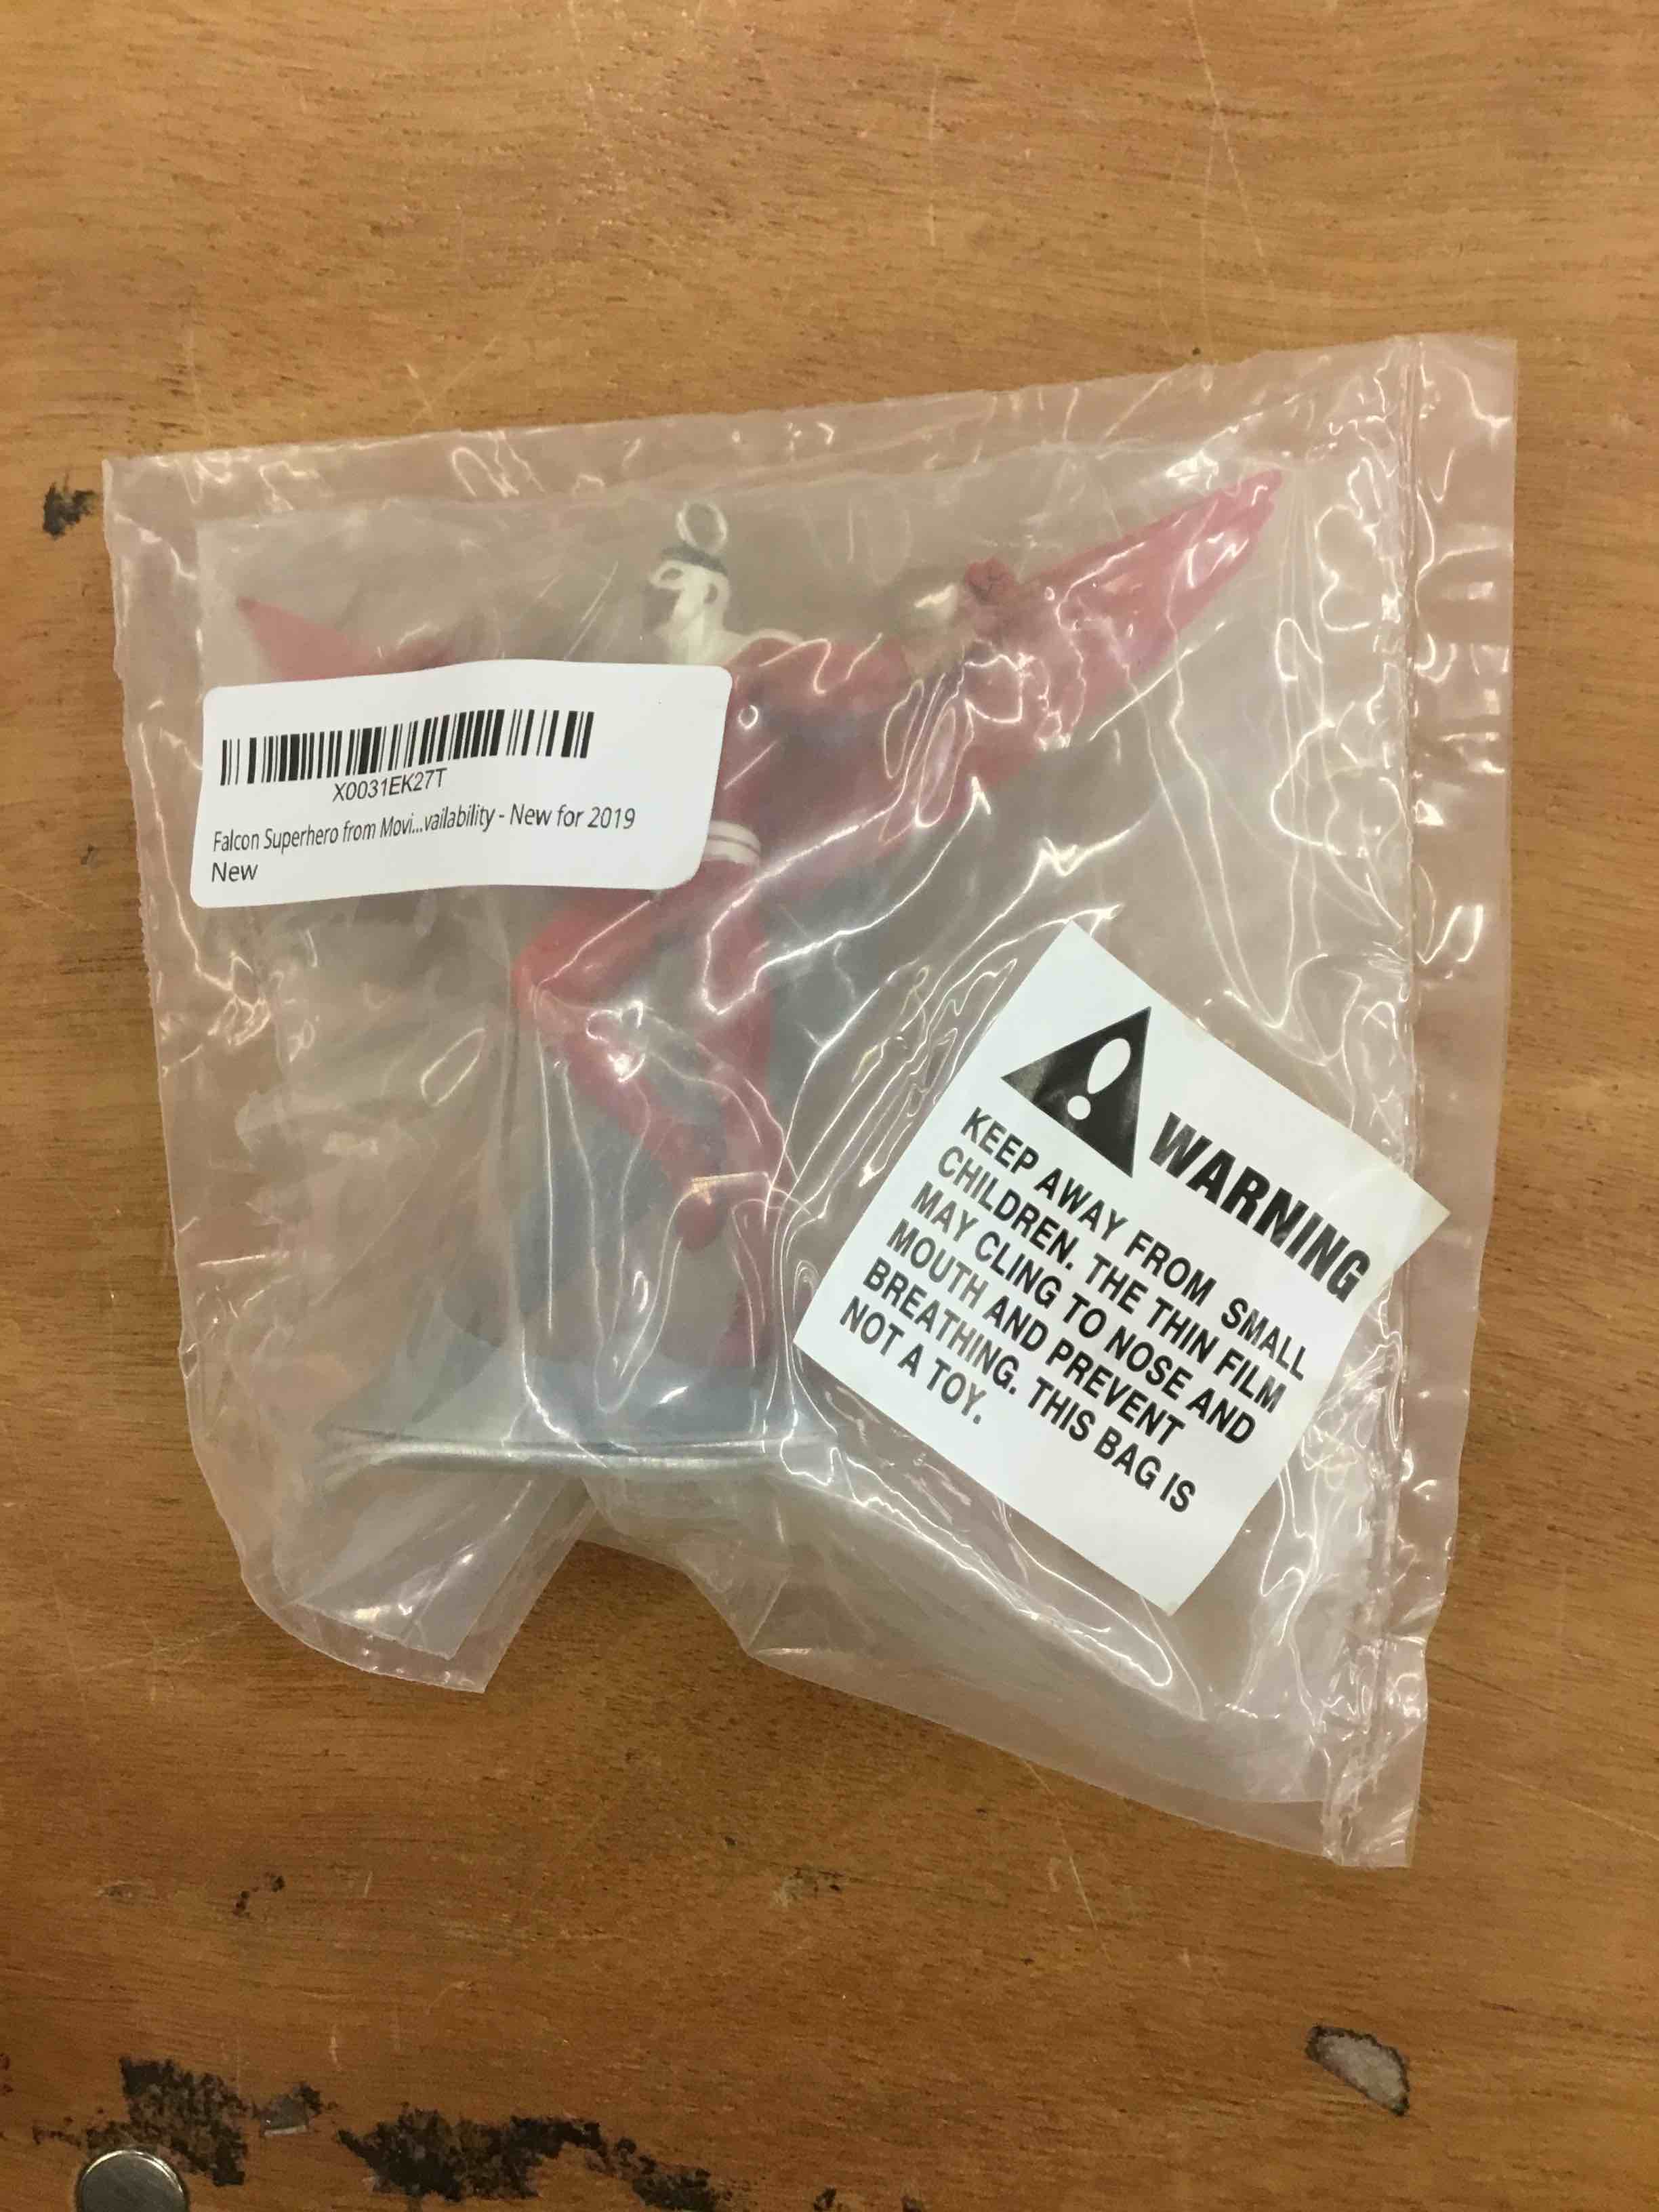 X0031EK27T
Falcon Superhero from Movi...vailability - New for 2019
New
WARNING
KEEP AWAY FROM SMALL
CHILDREN. THE THIN FILM
MAY CLING TO NOSE AND
MOUTH AND PREVENT
BREATHING. THIS BAG IS
NOT A TOY.